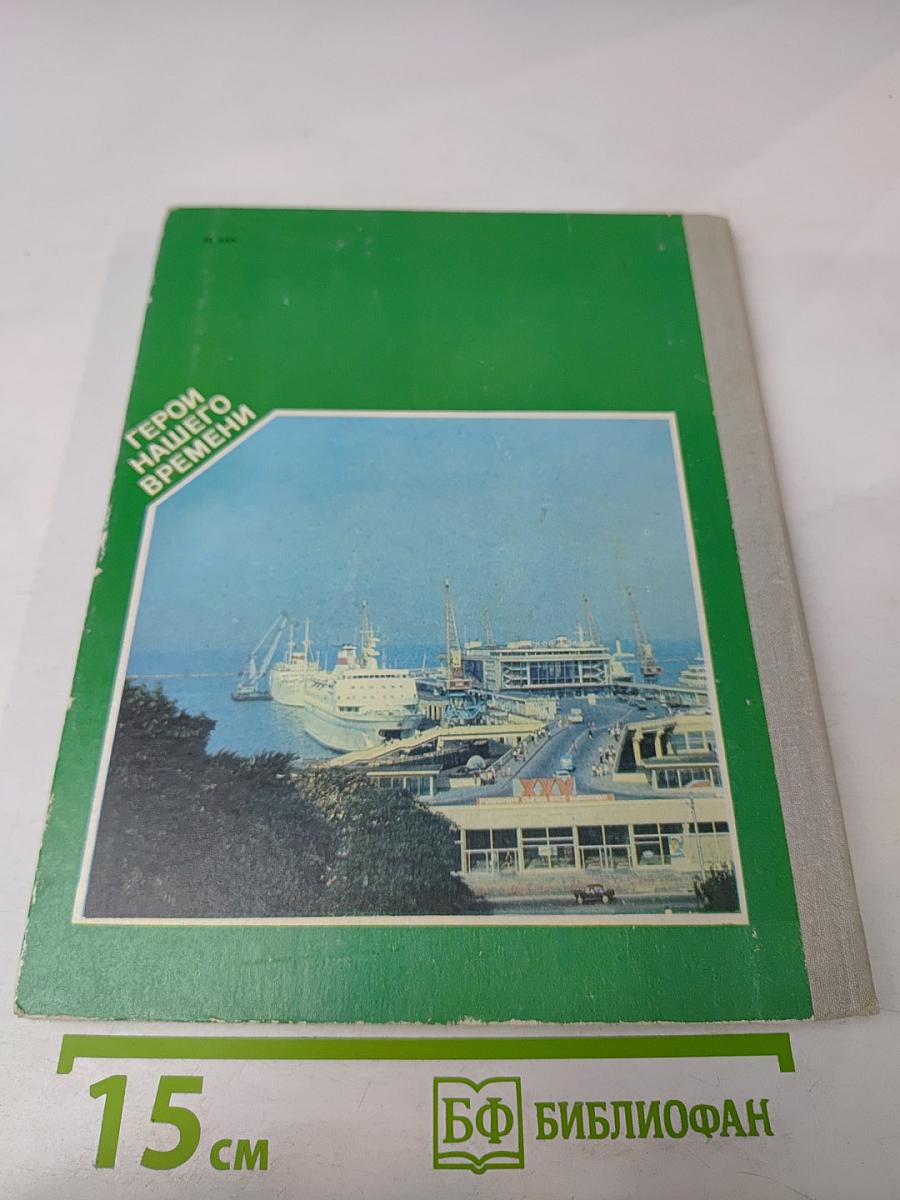 ГЕРОИ
НАШЕГО
ВРЕМЕНИ
XXV
15 см
БФ БИБЛИОФАН